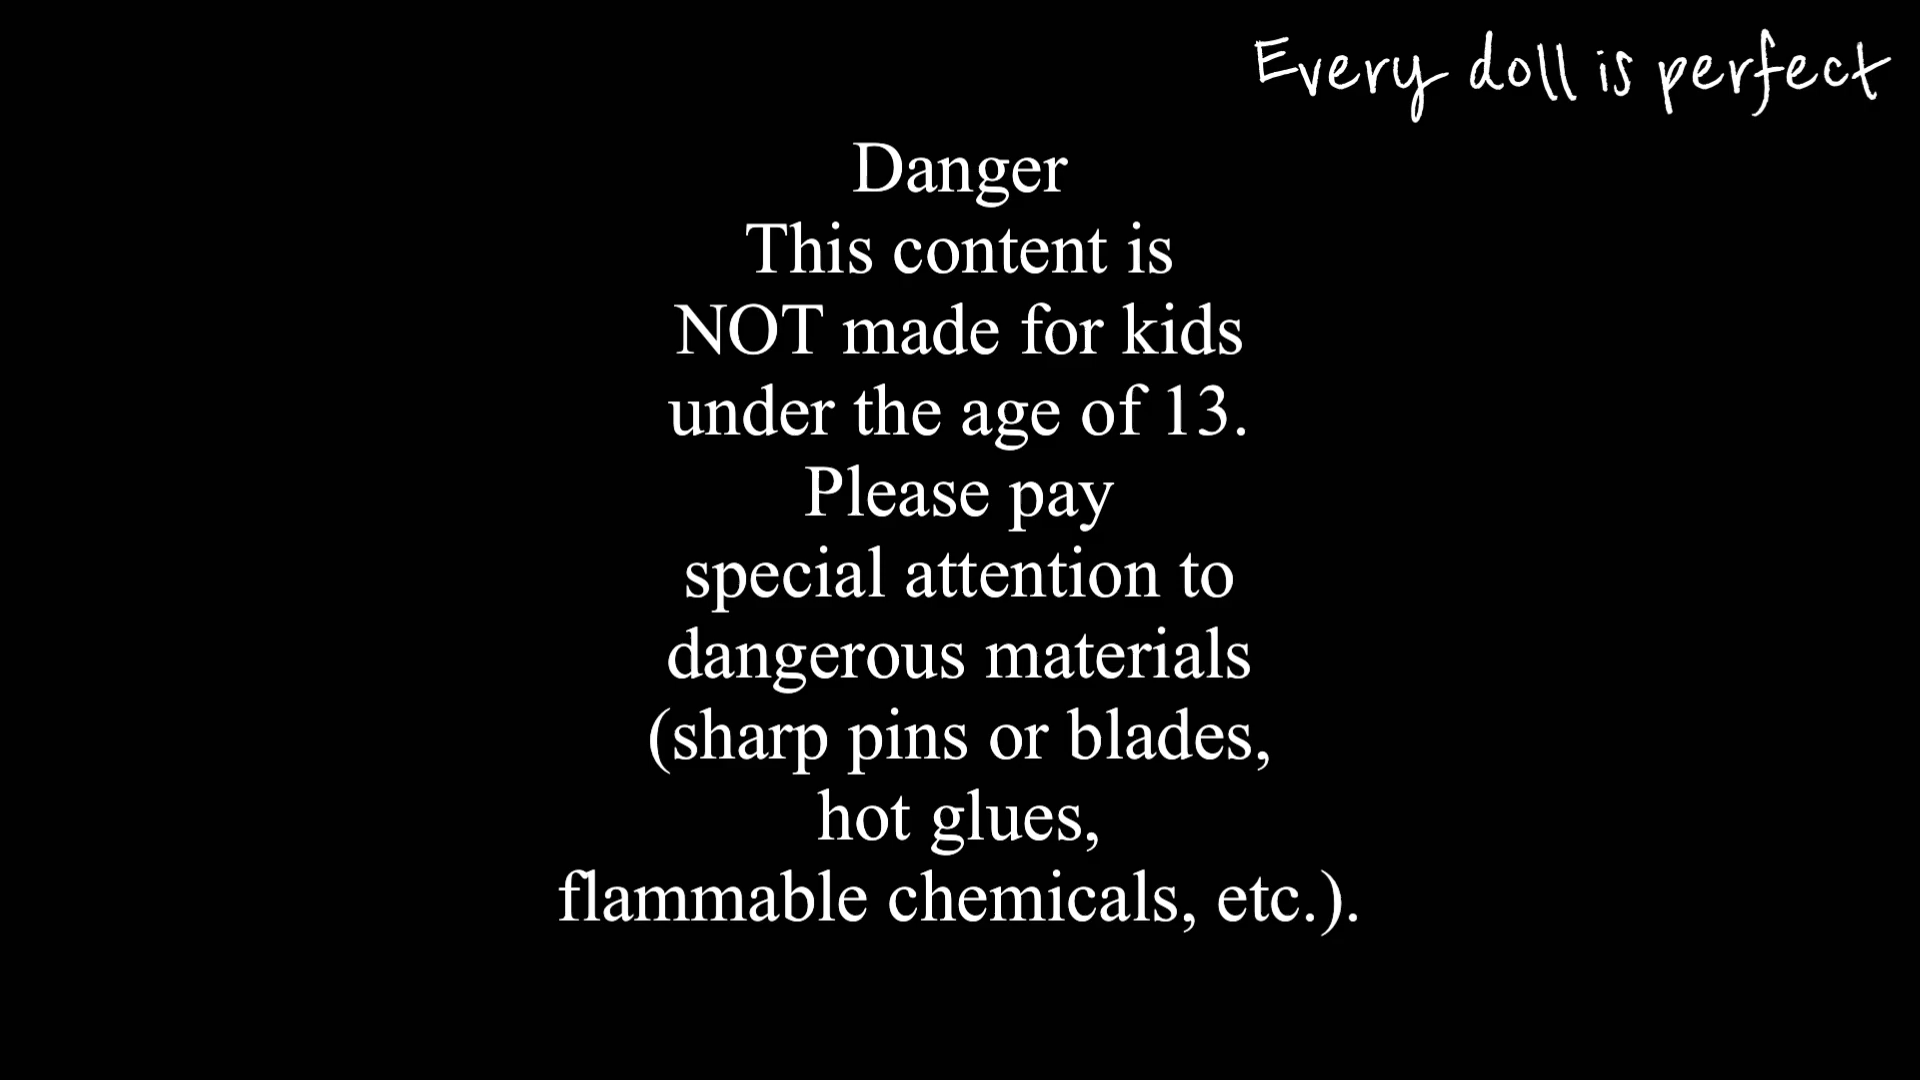 Every doll is perfect
Danger
This content is
NOT made for kids
under the age of 13.
Please pay
special attention to
dangerous materials
(sharp pins or blades,
hot glues,
flammable chemicals, etc.).